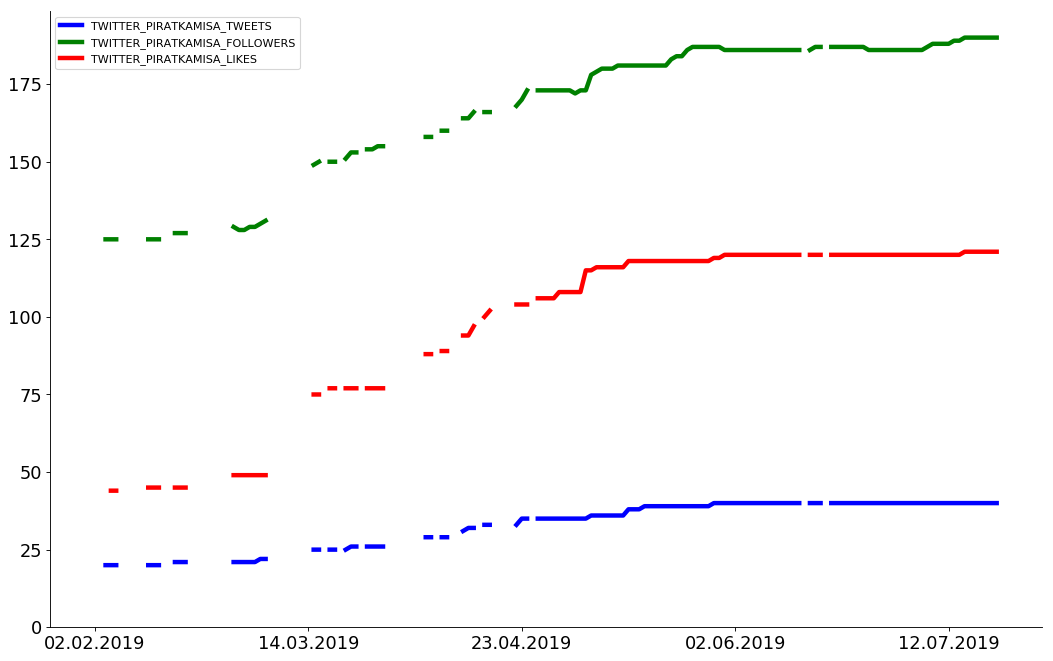 TWITTER_PIRATKAMISA_TWEETS
TWITTER_PIRATKAMISA_FOLLOWERS
TWITTER_PIRATKAMISA_LIKES
175
150
125
100
75
50
25
0
02.02.2019 14.03.2019 23.04.2019 02.06.2019 12.07.2019